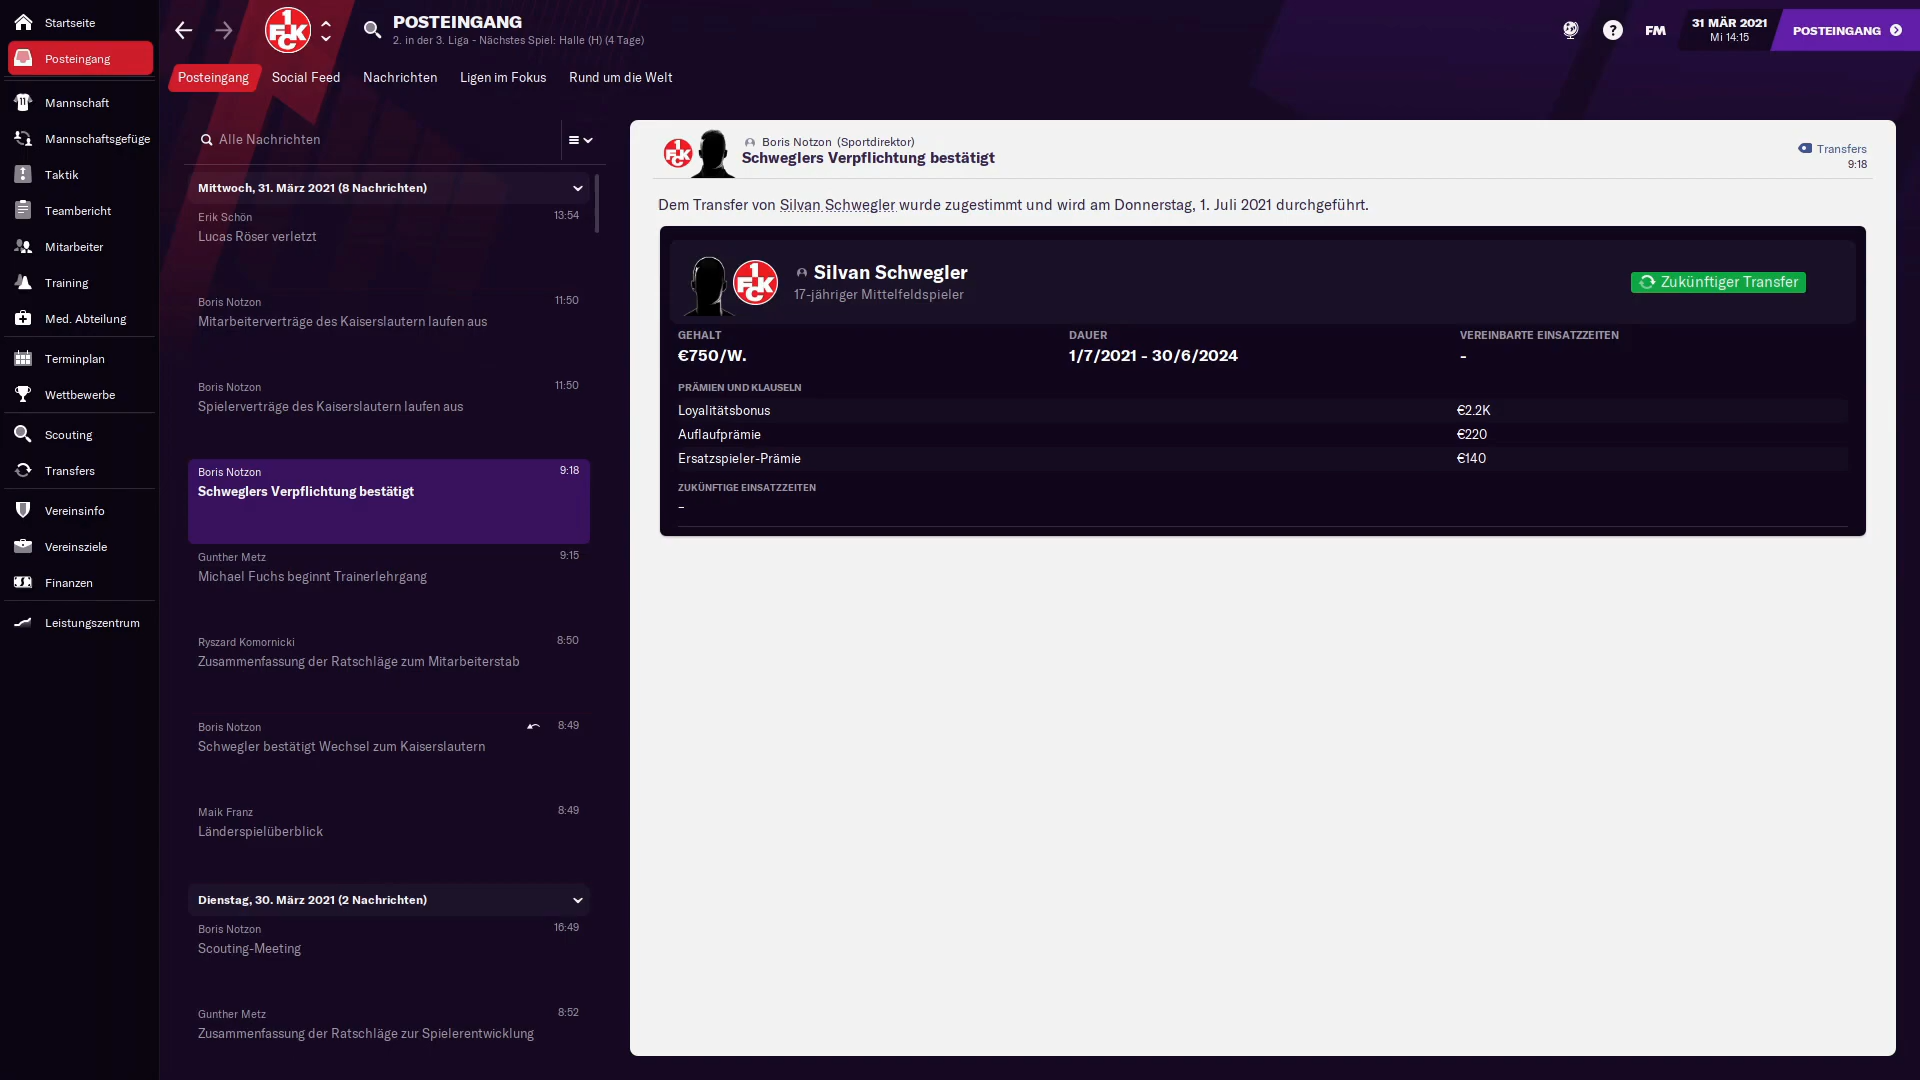 Startseite
Posteingang
Mannschaft
Mannschaftsgefüge
Taktik
Teambericht
Mitarbeiter
Training
Med. Abteilung
Terminplan
Wettbewerbe
Scouting
Transfers
Vereinsinfo
Vereinsziele
Finanzen
Leistungszentrum
1
FK
C
POSTEINGANG
2. in der 3. Liga - Nächstes Spiel: Halle (H) (4 Tage)
?
FM
31 MÄR 2021
Mi 14:15
POSTEINGANG
Posteingang
Social Feed
Nachrichten
Ligen im Fokus
Rund um die Welt
Alle Nachrichten
Mittwoch, 31. März 2021 (8 Nachrichten)
Erik Schön 13:54
Lucas Röser verletzt
Boris Notzon 11:50
Mitarbeiterverträge des Kaiserslautern laufen aus
Boris Notzon 11:50
Spielerverträge des Kaiserslautern laufen aus
Boris Notzon 9:18
Schweglers Verpflichtung bestätigt
Gunther Metz 9:15
Michael Fuchs beginnt Trainerlehrgang
Ryszard Komornicki 8:50
Zusammenfassung der Ratschläge zum Mitarbeiterstab
Boris Notzon 8:49
Schwegler bestätigt Wechsel zum Kaiserslautern
Maik Franz 8:49
Länderspielüberblick
Dienstag, 30. März 2021 (2 Nachrichten)
Boris Notzon 16:49
Scouting-Meeting
Gunther Metz 8:52
Zusammenfassung der Ratschläge zur Spielerentwicklung
1
FK
C
Boris Notzon (Sportdirektor)
Schweglers Verpflichtung bestätigt
Transfers
9:18
Dem Transfer von Silvan Schwegler wurde zugestimmt und wird am Donnerstag, 1. Juli 2021 durchgeführt.
1
FK
C
Silvan Schwegler
17-jähriger Mittelfeldspieler
Zukünftiger Transfer
GEHALT DAUER VEREINBARTE EINSATZZEITEN
€750/W. 1/7/2021 - 30/6/2024 -
PRÄMIEN UND KLAUSELN
Loyalitätsbonus €2.2K
Auflaufprämie €220
Ersatzspieler-Prämie €140
ZUKÜNFTIGE EINSATZZEITEN
-